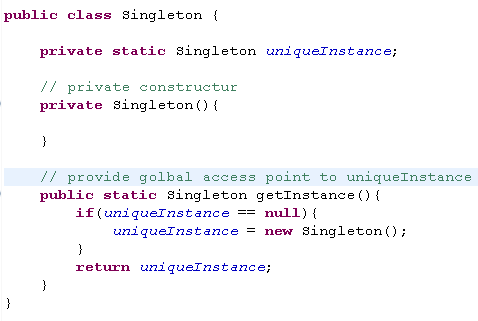 public class Singleton {
private static Singleton uniqueInstance;
// private constructur
private Singleton(){
}
// provide golbal access point to uniqueInstance
public static Singleton getInstance(){
if(uniqueInstance == null){
uniqueInstance = new Singleton();
}
return uniqueInstance;
}
}